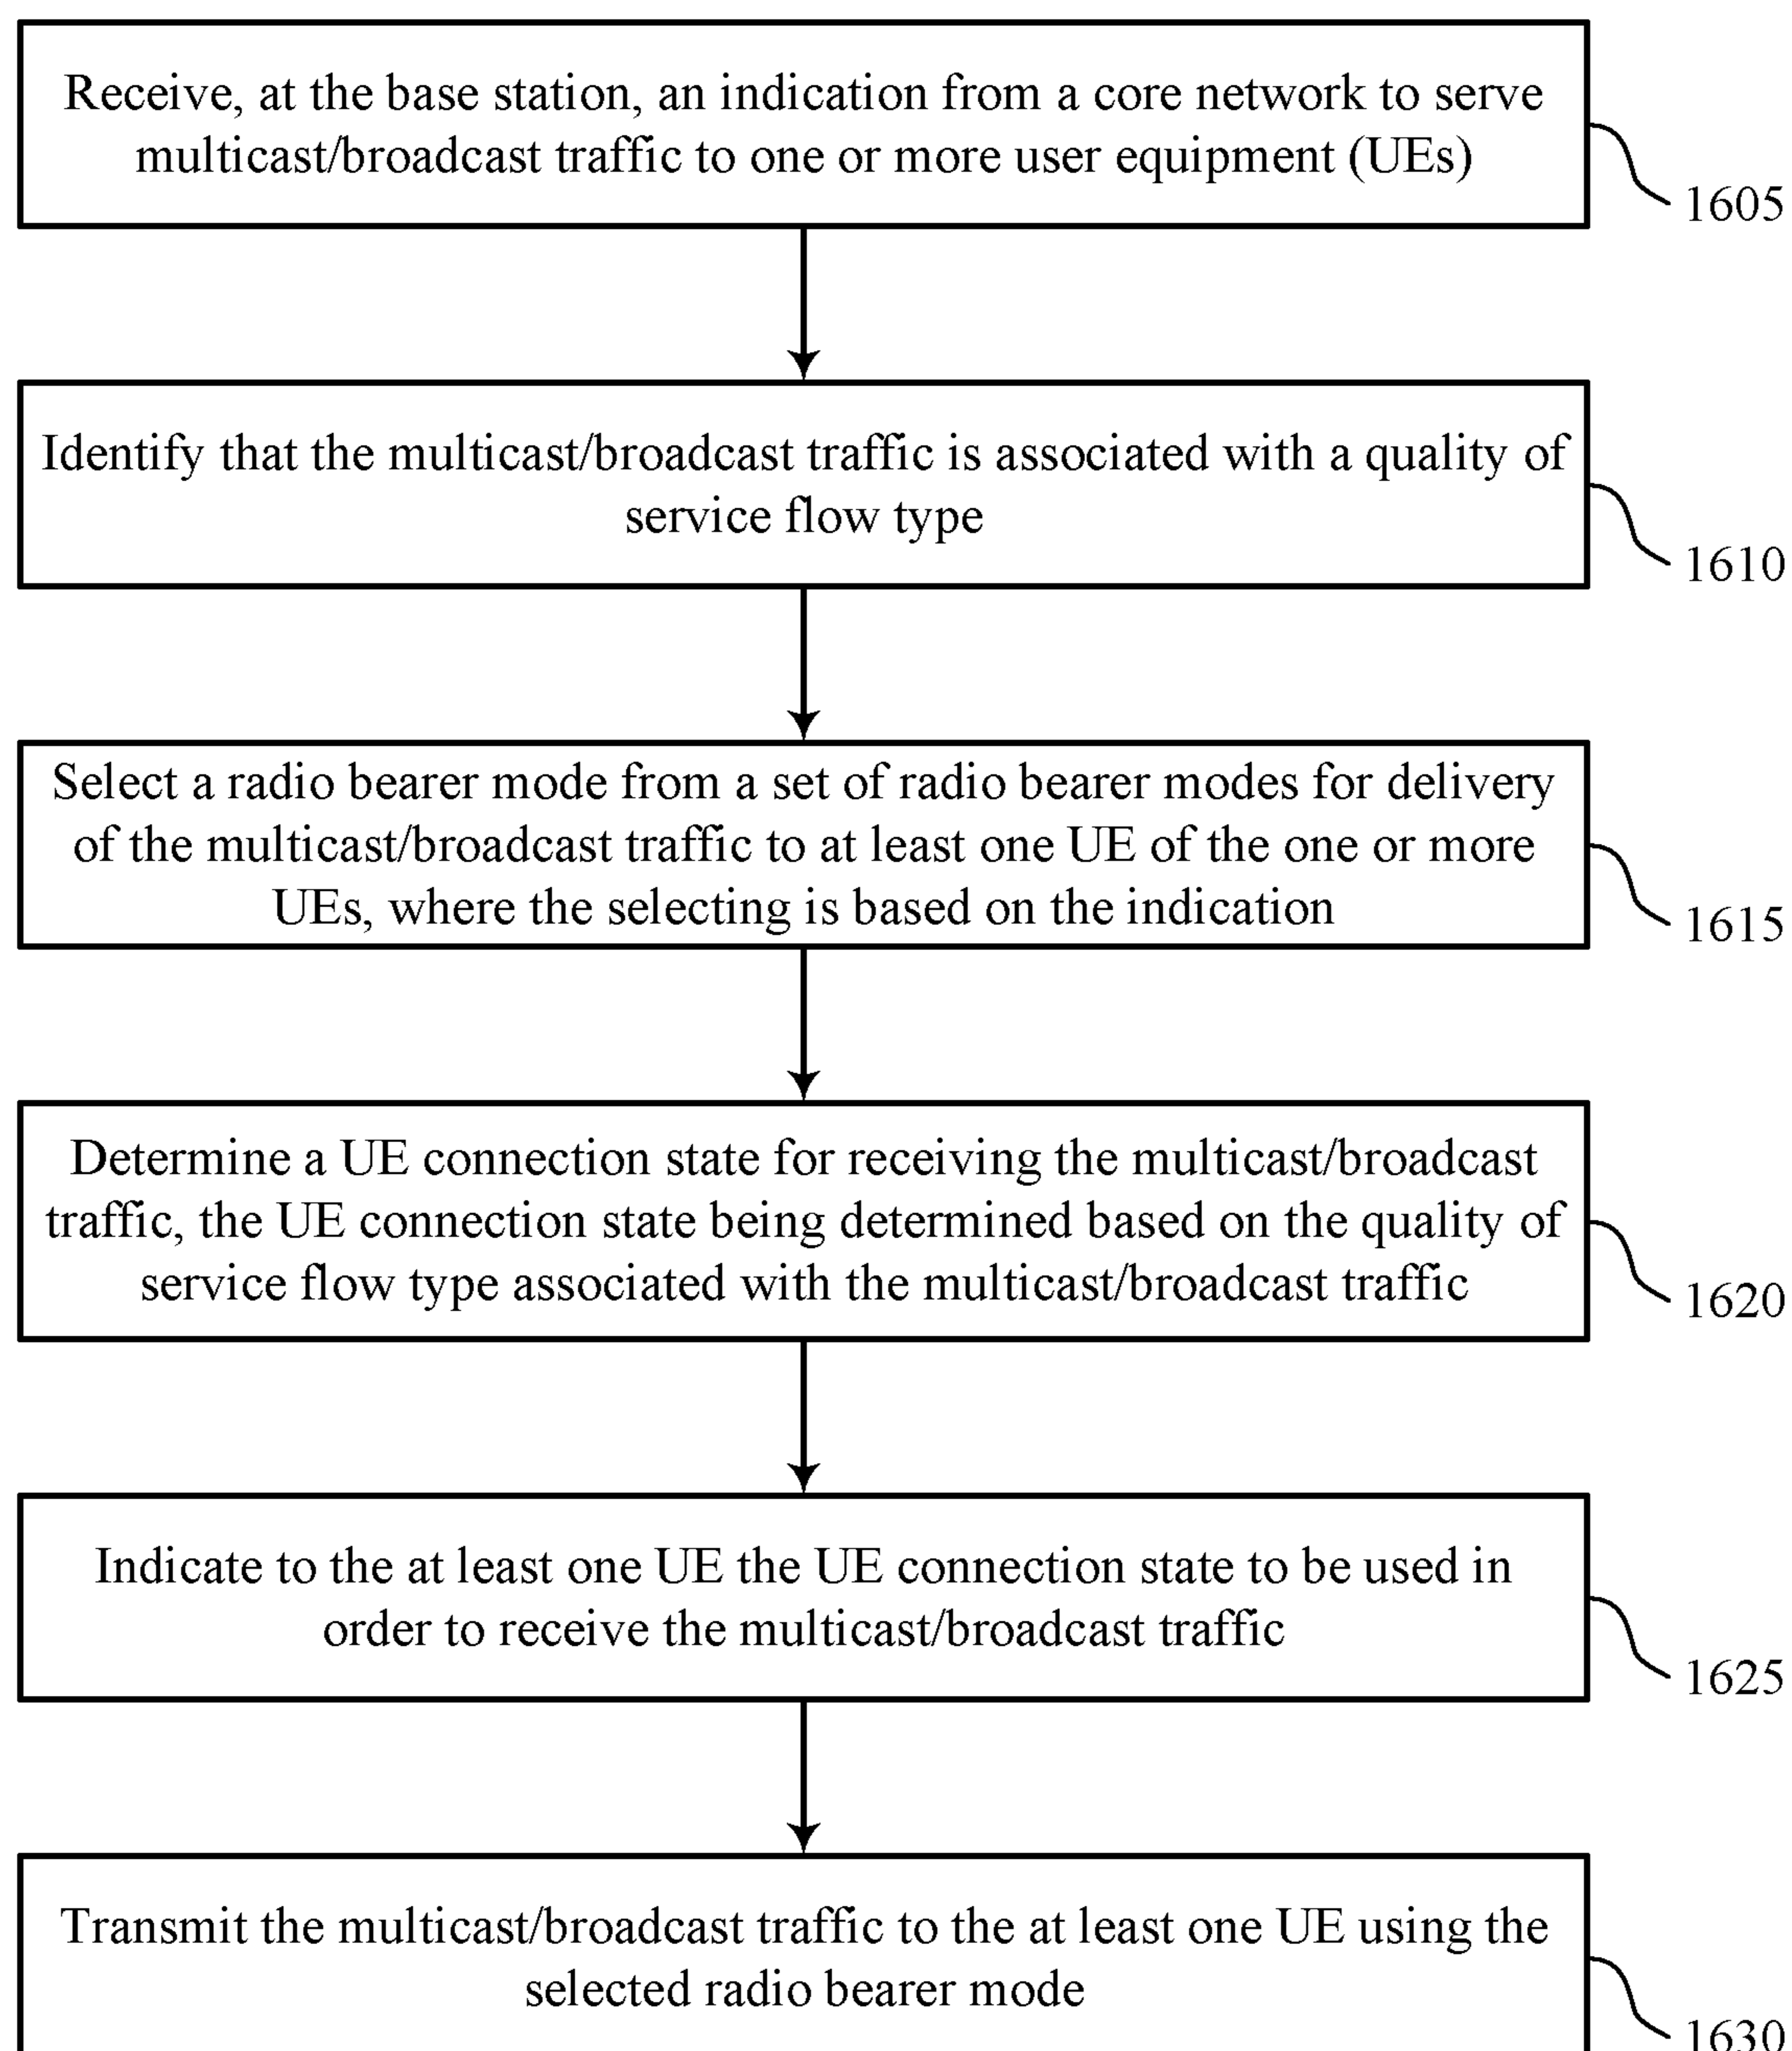 Receive, at the base station, an indication from a core network to serve
multicast/broadcast traffic to one or more user equipment (UEs)
1605
Identify that the multicast/broadcast traffic is associated with a quality of
service flow type
1610
Select a radio bearer mode from a set of radio bearer modes for delivery
of the multicast/broadcast traffic to at least one UE of the one or more
UEs, where the selecting is based on the indication
1615
Determine a UE connection state for receiving the multicast/broadcast
traffic, the UE connection state being determined based on the quality of
service flow type associated with the multicast/broadcast traffic
1620
Indicate to the at least one UE the UE connection state to be used in
order to receive the multicast/broadcast traffic
1625
Transmit the multicast/broadcast traffic to the at least one UE using the
selected radio bearer mode
1630